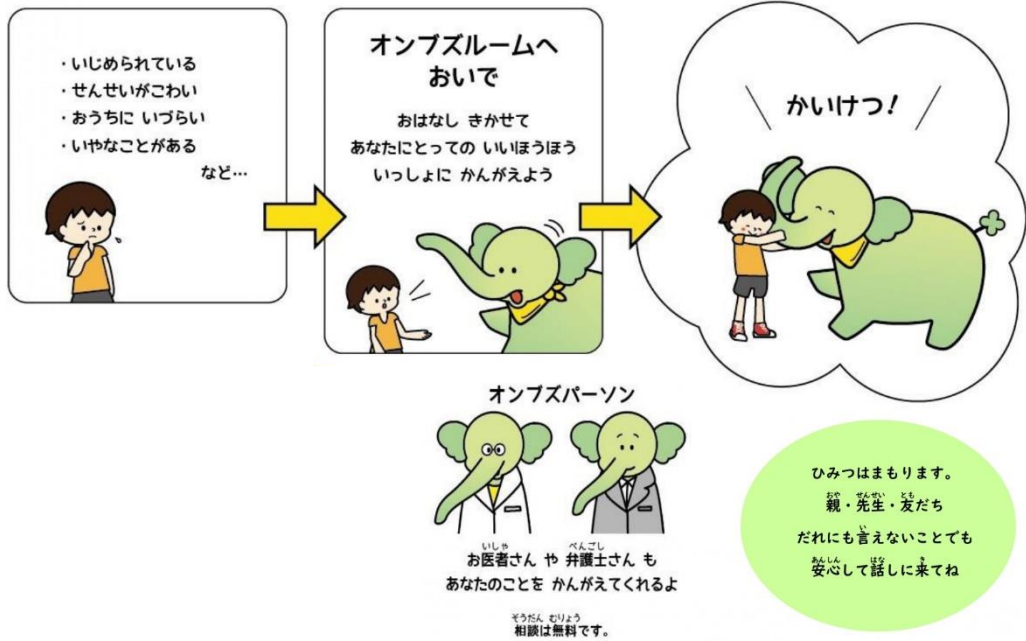 ・いじめられている
・せんせいがこわい
・おうちに いづらい
・いやなことがある
など…
オンブズルームへ
おいで
おはなし きかせて
あなたにとっての いいほうほう
いっしょに かんがえよう
かいけつ!
オンブズパーソン
お医者さん や 弁護士さん も
あなたのことを かんがえてくれるよ
相談は無料です。
ひみつはまもります。
親・先生・友だち
だれにも言えないことでも
安心して話しに来てね